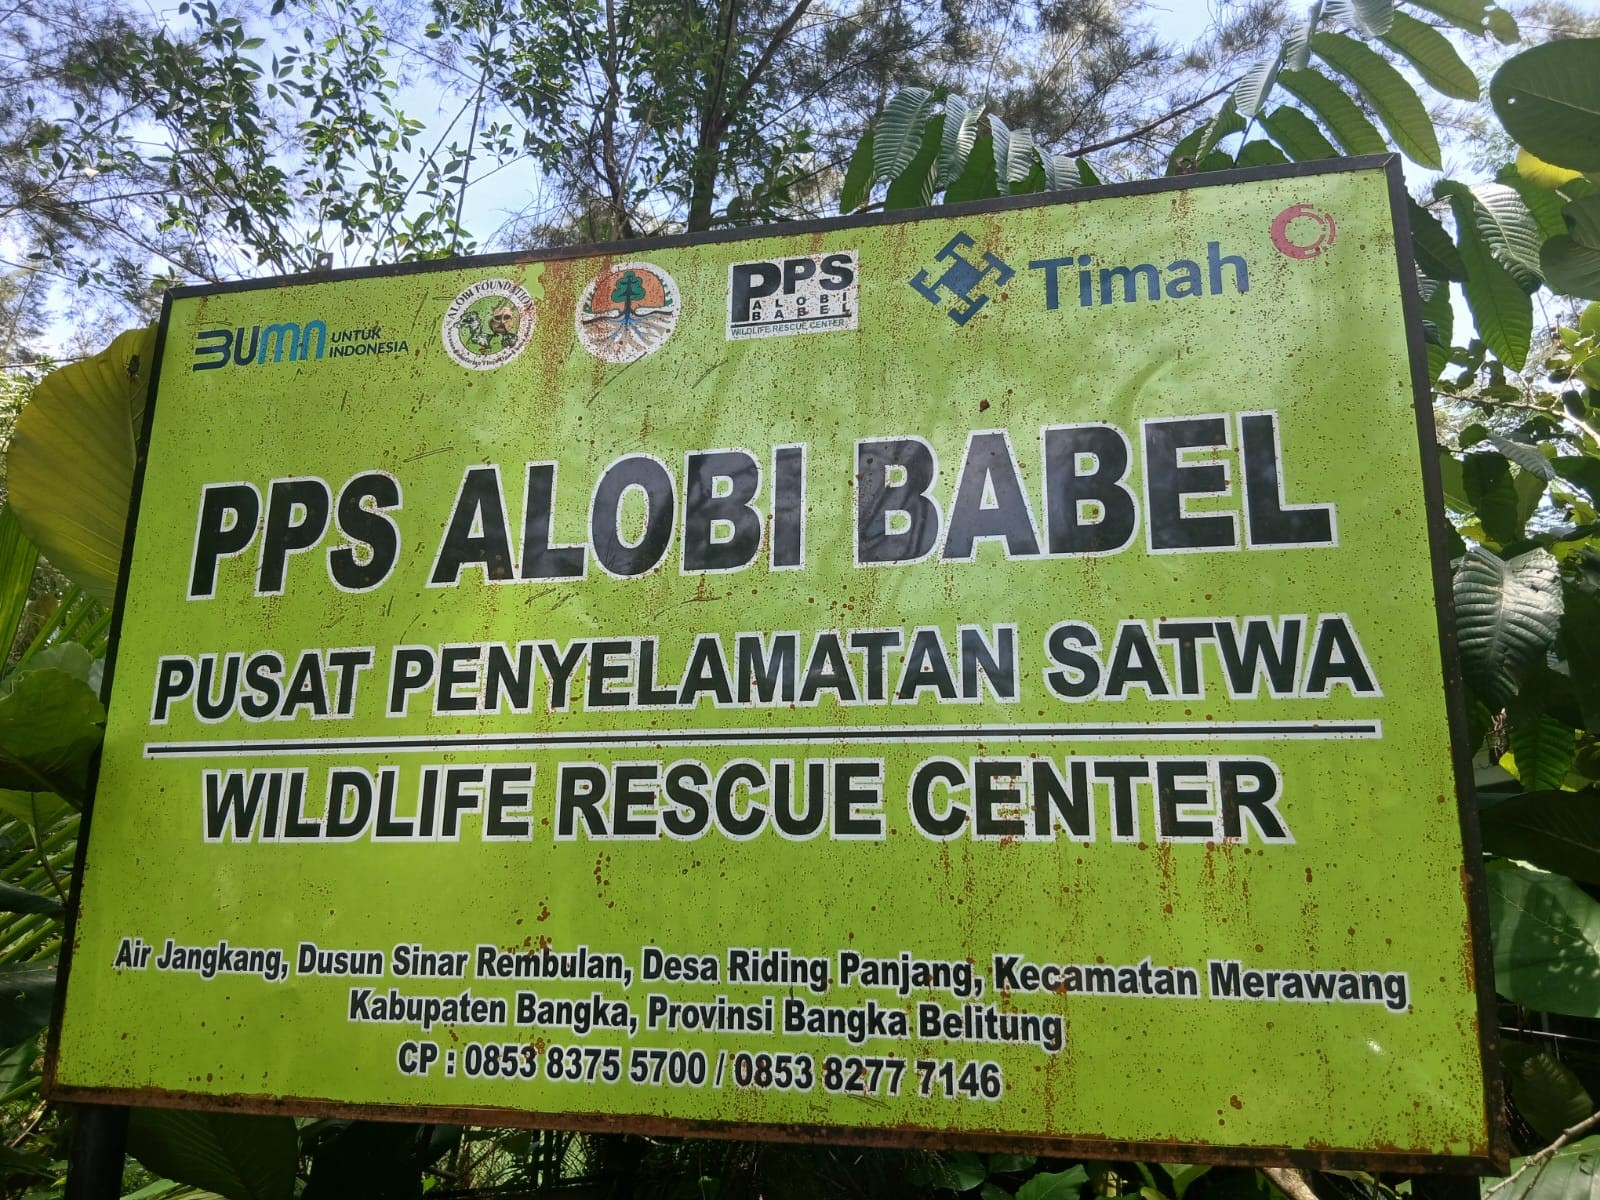 BUMN UNTUK INDONESIA
ALOBI FOUNDATION
PPS ALOBI BABEL
WILDLIFE RESCUE CENTER
Timah
PPS ALOBI BABEL
PUSAT PENYELAMATAN SATWA
WILDLIFE RESCUE CENTER
Air Jangkang, Dusun Sinar Rembulan, Desa Riding Panjang, Kecamatan Merawang
Kabupaten Bangka, Provinsi Bangka Belitung
CP : 0853 8375 5700 / 0853 8277 7146